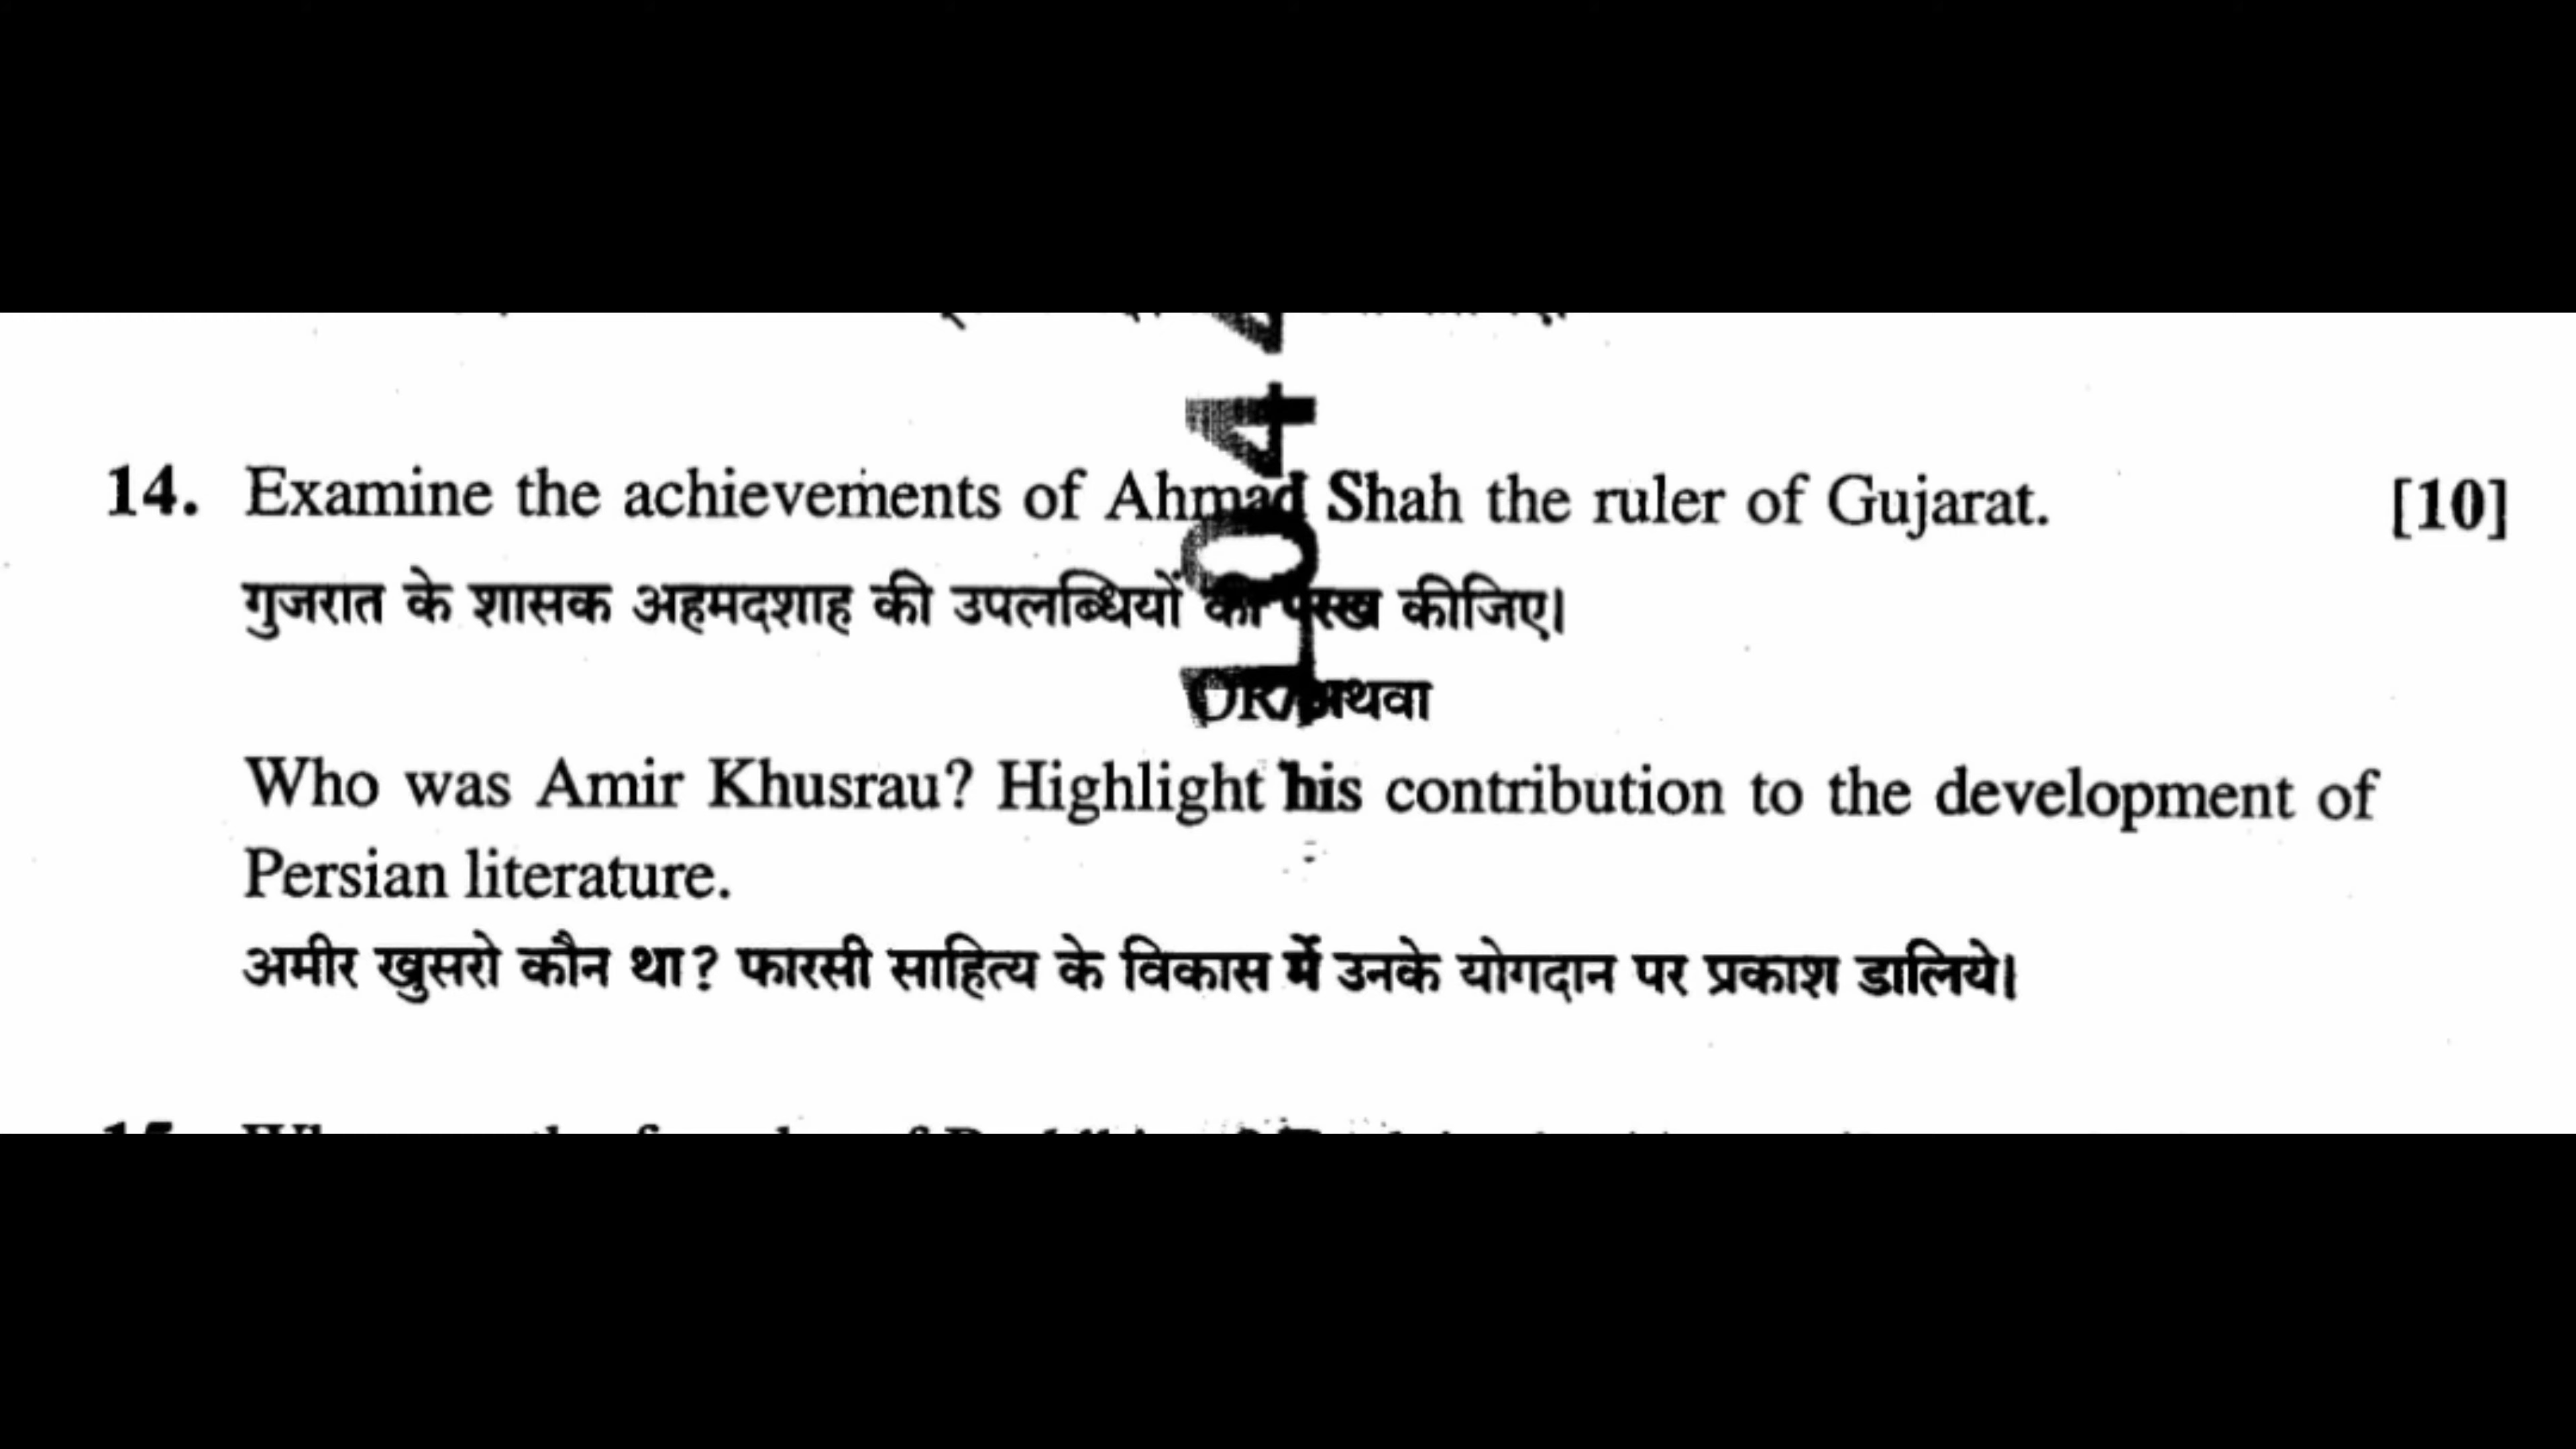 14. Examine the achievements of Ahmad Shah the ruler of Gujarat. [10]
गुजरात के शासक अहमदशाह की उपलब्धियों की परख कीजिए।
OR/अथवा
Who was Amir Khusrau? Highlight his contribution to the development of
Persian literature.
अमीर खुसरो कौन था? फारसी साहित्य के विकास में उनके योगदान पर प्रकाश डालिये।